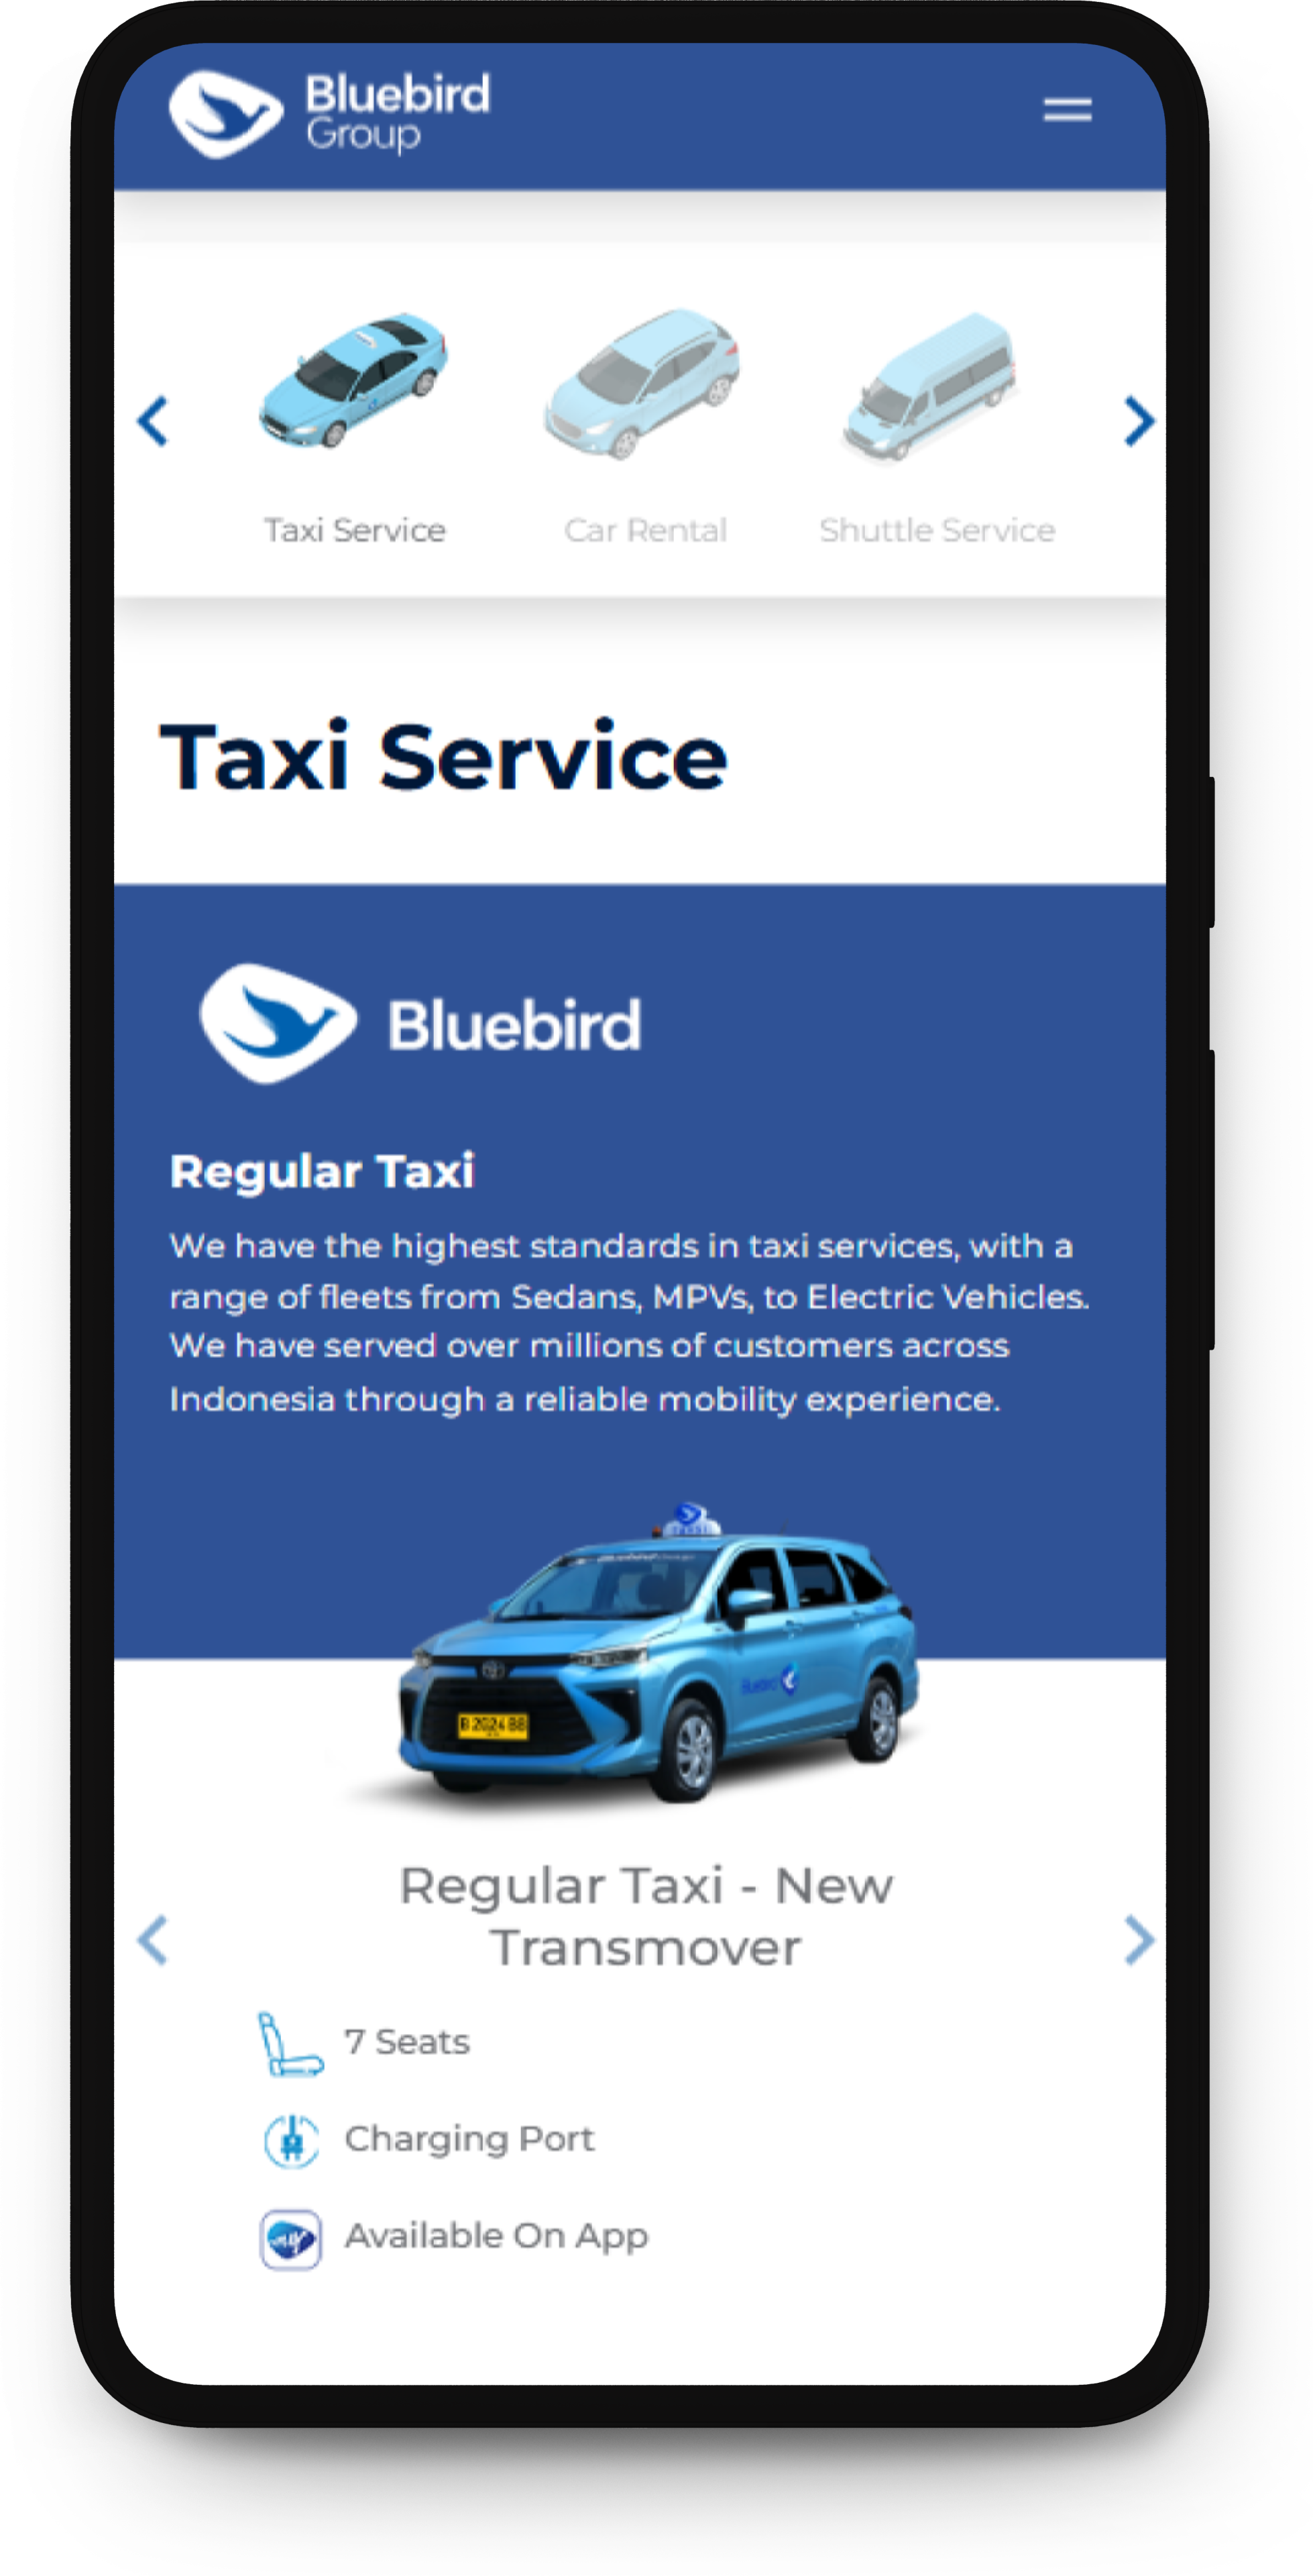 Bluebird
Group
Taxi Service
Car Rental
Shuttle Service
Taxi Service
Bluebird
Regular Taxi
We have the highest standards in taxi services, with a
range of fleets from Sedans, MPVs, to Electric Vehicles.
We have served over millions of customers across
Indonesia through a reliable mobility experience.
TAXI
Bluebird
B 2024 BB
Regular Taxi - New
Transmover
7 Seats
Charging Port
Available On App